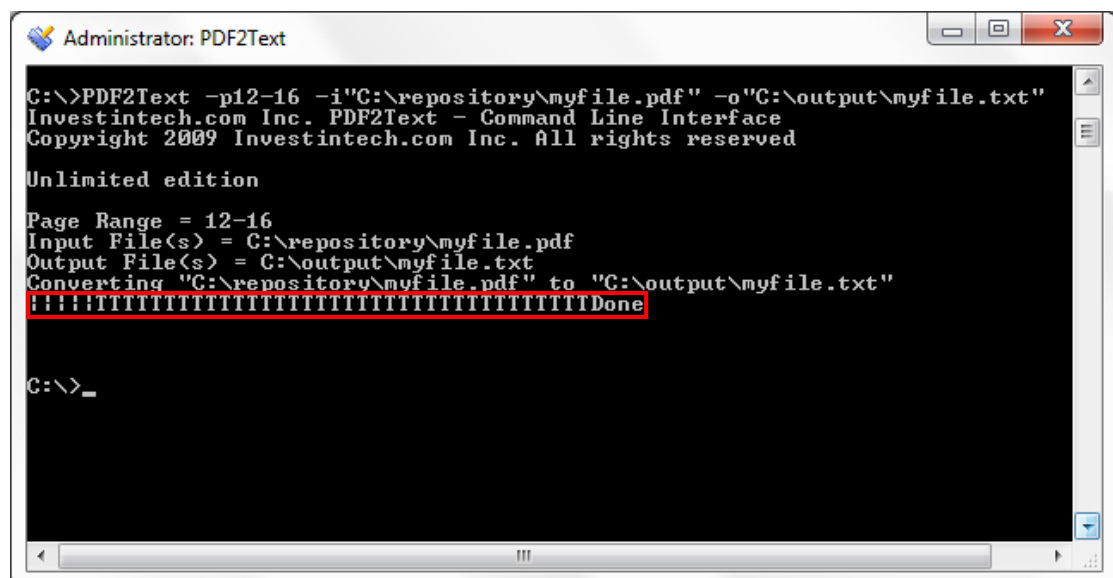 Administrator: PDF2Text
C:\>PDF2Text -p12-16 -i"C:\repository\myfile.pdf" -o"C:\output\myfile.txt"
Investintech.com Inc. PDF2Text - Command Line Interface
Copyright 2009 Investintech.com Inc. All rights reserved
Unlimited edition
Page Range = 12-16
Input File(s) = C:\repository\myfile.pdf
Output File(s) = C:\output\myfile.txt
Converting "C:\repository\myfile.pdf" to "C:\output\myfile.txt"
¦¦¦¦¦TTTTTTTTTTTTTTTTTTTTTTTTTTTTTTTTTTTTDone
C:\>_